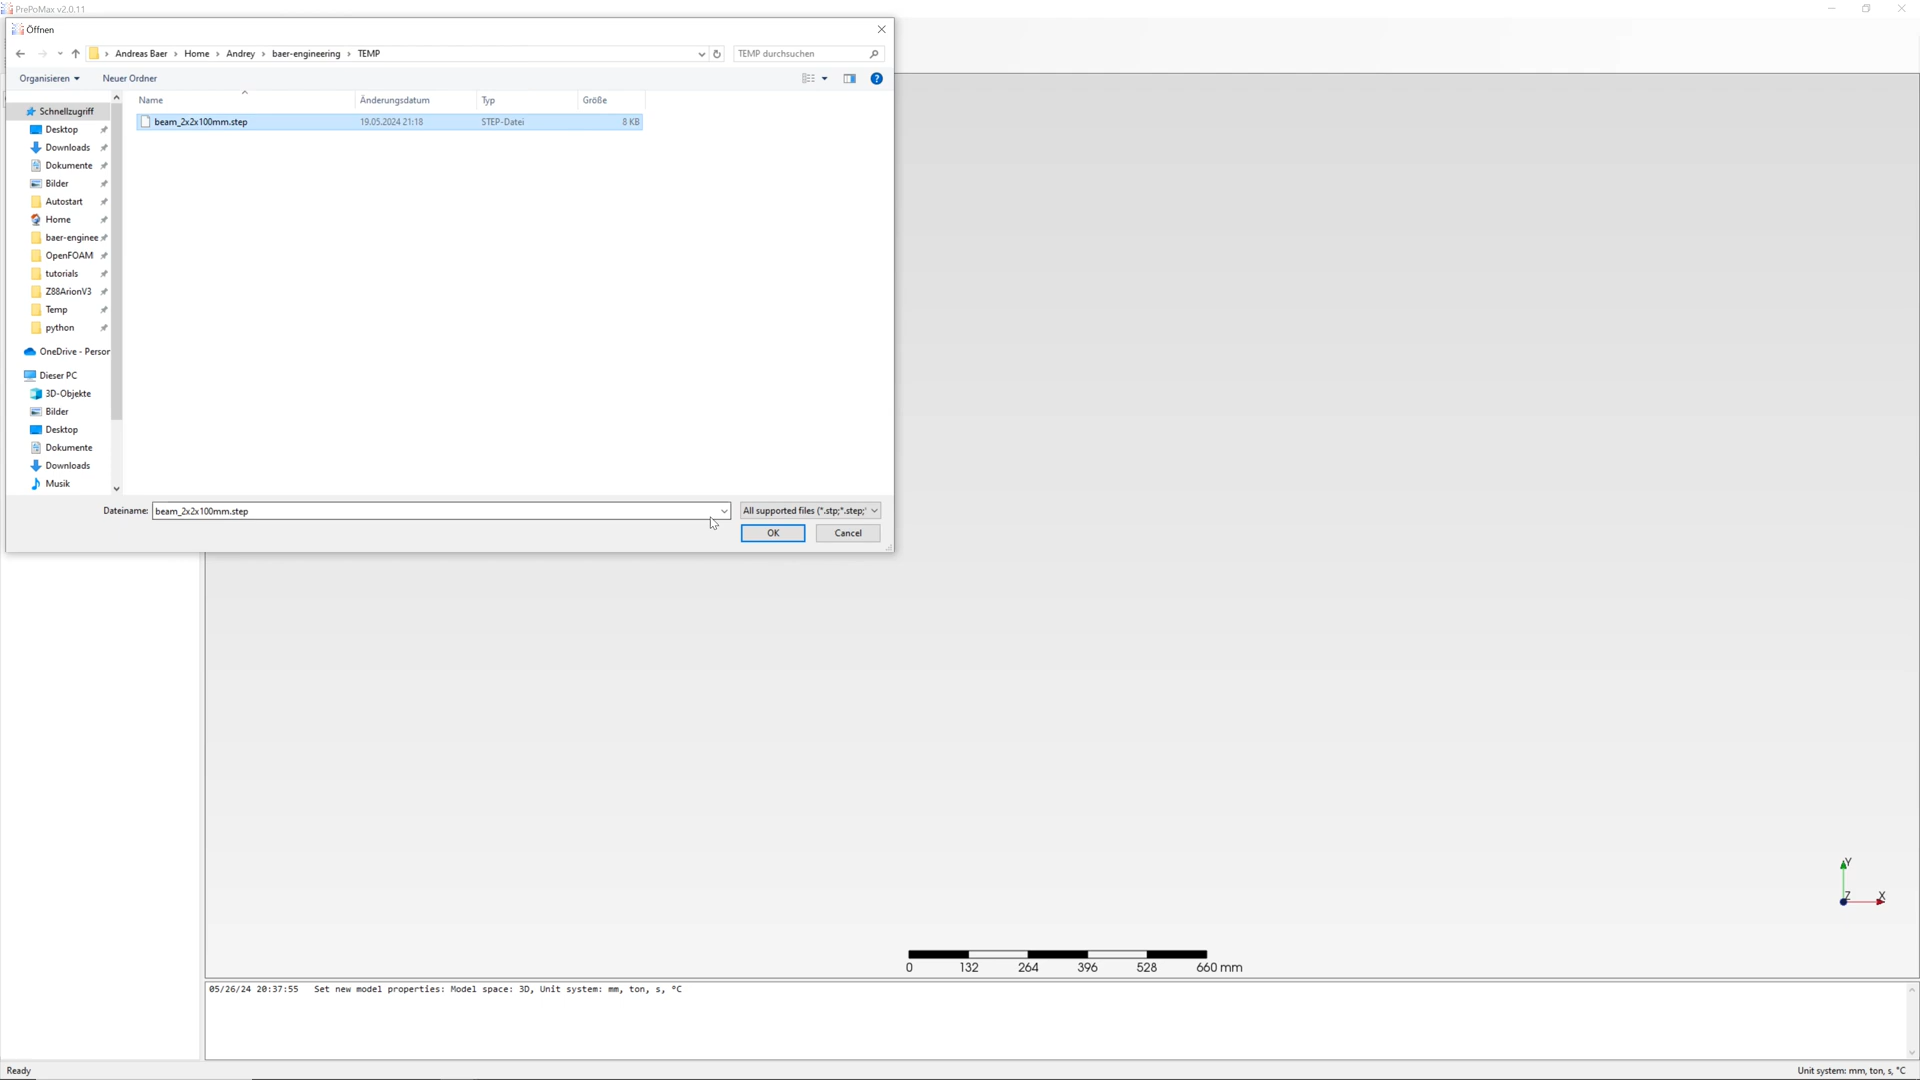 PrePoMax v2.0.11
Öffnen
Andreas Baer › Home › Andrey › baer-engineering › TEMP
TEMP durchsuchen
Organisieren
Neuer Ordner
Name
Änderungsdatum
Typ
Größe
beam_2x2x100mm.step
19.05.2024 21:18
STEP-Datei
8 KB
Schnellzugriff
Desktop
Downloads
Dokumente
Bilder
Autostart
Home
baer-enginee
OpenFOAM
tutorials
Z88ArionV3
Temp
python
OneDrive - Person
Dieser PC
3D-Objekte
Bilder
Desktop
Dokumente
Downloads
Musik
Dateiname:
beam_2x2x100mm.step
All supported files (*.stp;*.step;*
OK
Cancel
Y
Z
X
0
132
264
396
528
660 mm
05/26/24 20:37:55 Set new model properties: Model space: 3D, Unit system: mm, ton, s, °C
Ready
Unit system: mm, ton, s, °C